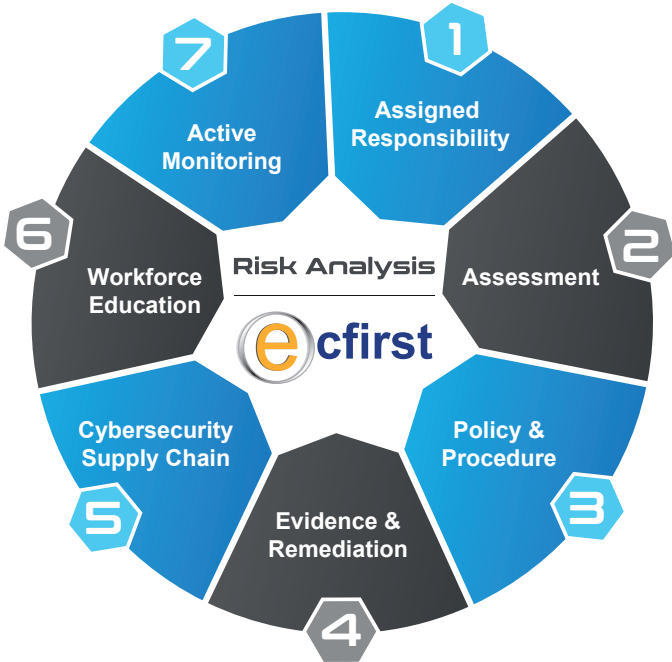 1
Assigned
Responsibility
2
Assessment
3
Policy &
Procedure
4
Evidence &
Remediation
5
Cybersecurity
Supply Chain
6
Workforce
Education
7
Active
Monitoring
Risk Analysis
ecfirst